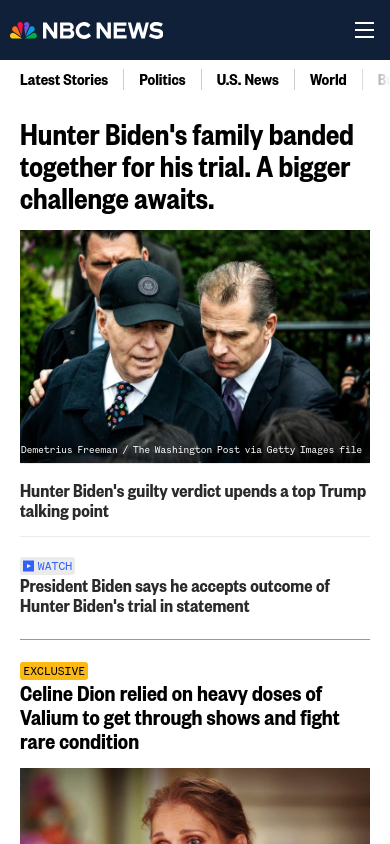 NBC NEWS
Latest Stories
Politics
U.S. News
World
Hunter Biden's family banded
together for his trial. A bigger
challenge awaits.
Demetrius Freeman / The Washington Post via Getty Images file
Hunter Biden's guilty verdict upends a top Trump
talking point
WATCH
President Biden says he accepts outcome of
Hunter Biden's trial in statement
EXCLUSIVE
Celine Dion relied on heavy doses of
Valium to get through shows and fight
rare condition